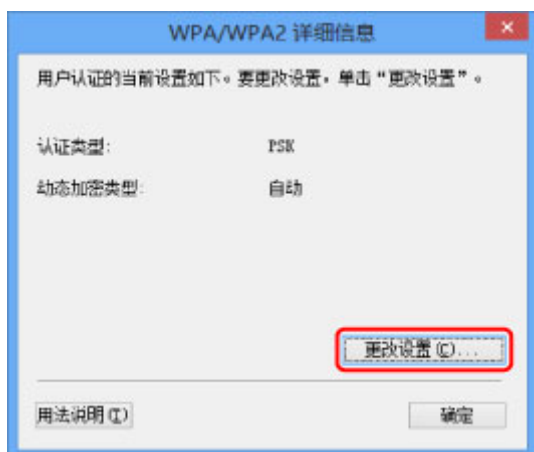 WPA/WPA2 详细信息
用户认证的当前设置如下。要更改设置，单击“更改设置”。
认证类型: PSK
动态加密类型: 自动
更改设置(C)...
用法说明(I) 确定